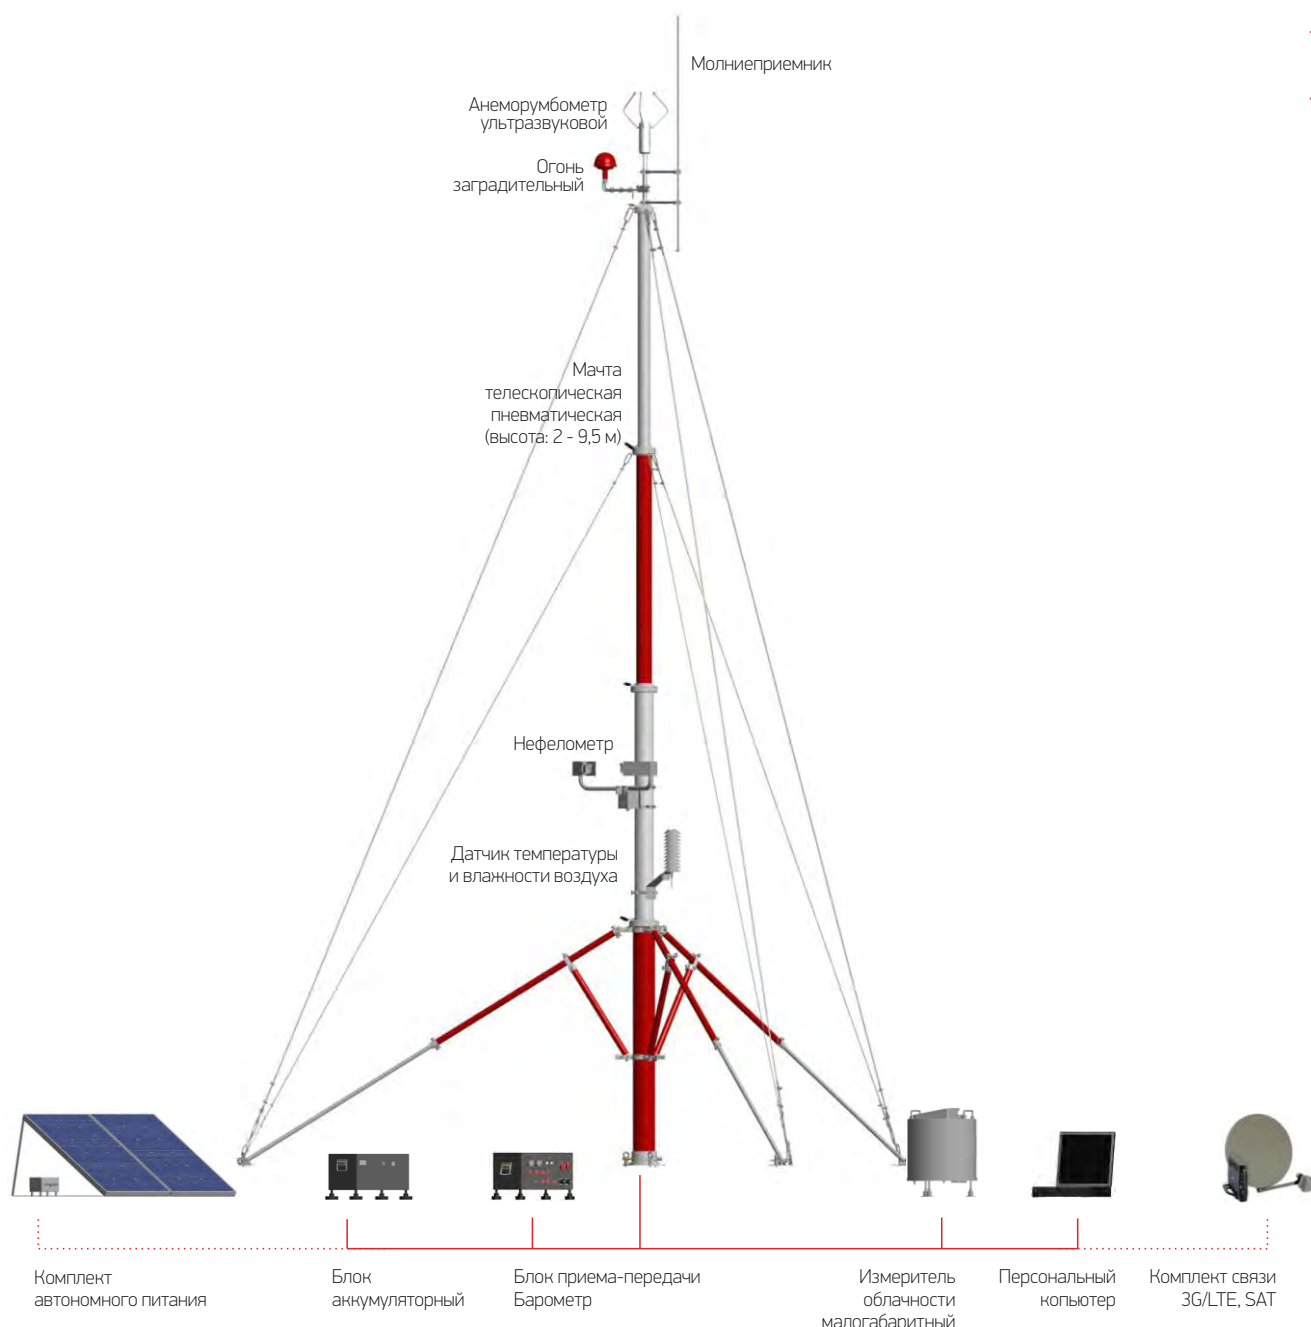 Молниеприемник
Анеморумбометр
ультразвуковой
Огонь
заградительный
Мачта
телескопическая
пневматическая
(высота: 2 - 9,5 м)
Нефелометр
Датчик температуры
и влажности воздуха
Комплект
автономного питания
Блок
аккумуляторный
Блок приема-передачи
Барометр
Измеритель
облачности
малогабаритный
Персональный
копьютер
Комплект связи
3G/LTE, SAT